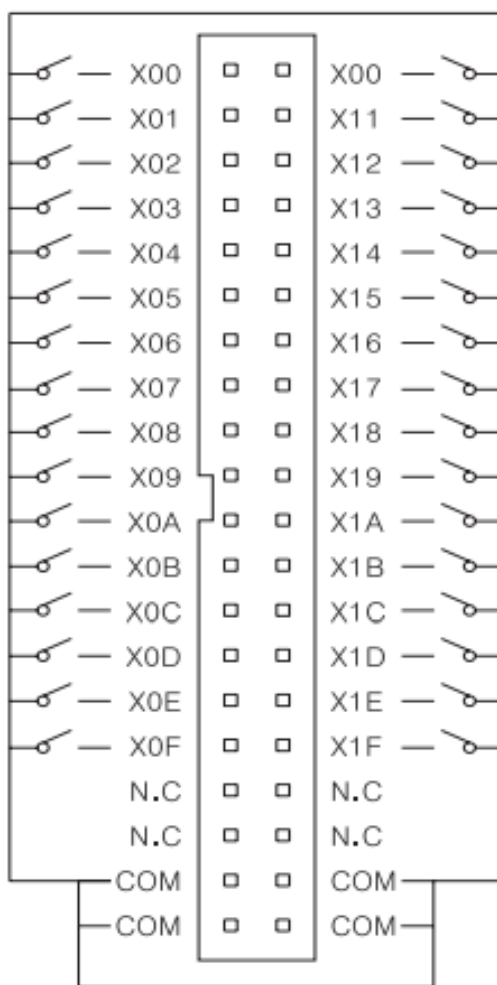 X00 X00
X01 X11
X02 X12
X03 X13
X04 X14
X05 X15
X06 X16
X07 X17
X08 X18
X09 X19
X0A X1A
X0B X1B
X0C X1C
X0D X1D
X0E X1E
X0F X1F
N.C N.C
N.C N.C
COM COM
COM COM